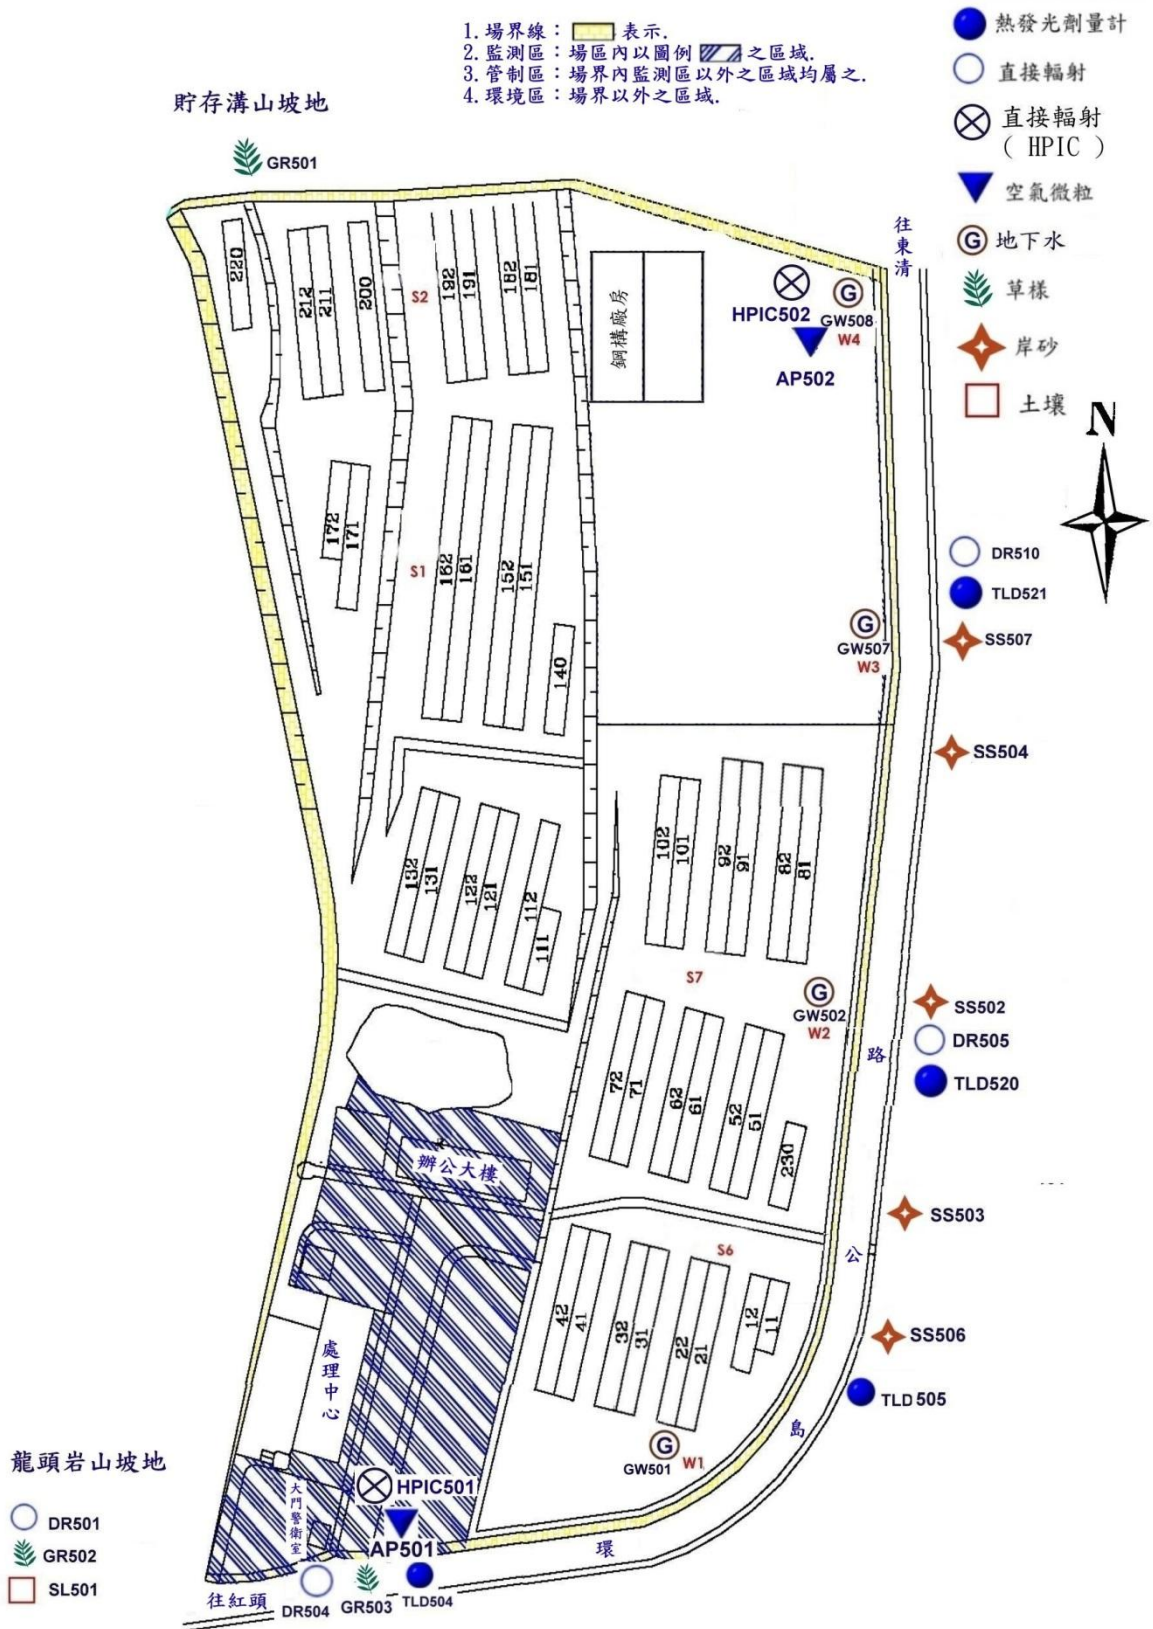 1. 場界線：表示.
2. 監測區：場區內以圖例 之區域.
3. 管制區：場界內監測區以外之區域均屬之.
4. 環境區：場界以外之區域.
熱發光劑量計
直接輻射
直接輻射
( HPIC )
空氣微粒
G 地下水
草樣
岸砂
土壤
N
貯存溝山坡地
GR501
往東清
220
212
211
200
S2
192
191
182
181
鋼構廠房
HPIC502
G
GW508
W4
AP502
172
171
S1
162
161
152
151
140
G
GW507
W3
DR510
TLD521
SS507
SS504
132
131
122
121
112
111
102
101
92
91
82
81
S7
G
GW502
W2
SS502
DR505
TLD520
路
72
71
62
61
52
51
230
辦公大樓
SS503
公
S6
42
41
32
31
22
21
12
11
SS506
TLD505
島
處理中心
G
GW501
W1
龍頭岩山坡地
DR501
GR502
SL501
大門警衛室
HPIC501
AP501
環
往紅頭
DR504
GR503
TLD504